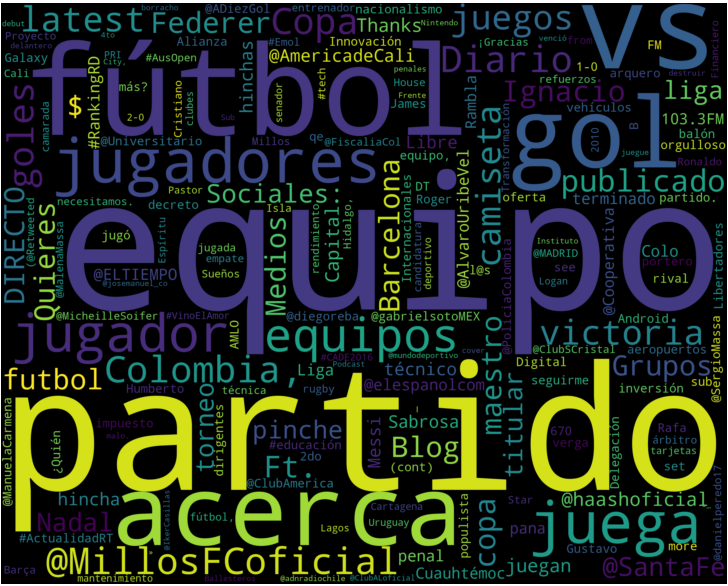 debut
borracho
latest
Federer
@ADiezGol
Copa
entrenador
nacionalismo
juegos
vs
Nintendo
Proyecto
delantero
4to
PRI
City,
Alianza
Thanks
¡Gracias
venció
from
FM
Financiero
Galaxy
#AusOpen
Innovación
hinchas
@AmericadeCali
Diario
1-0
destruir
Cali
#Emol
penales
arquero
refuerzos
más?
$
fútbol
#RankingRD
Cristiano
clubes
senador
#tech
House
Frente
James
Rambla
Ignacio
liga
goles
2-0
Sub
camarada
@Universitario
Millos
@FiscaliaCol
qe
Libre
vehículos
103.3FM
balón
2010
B
orgulloso
jugadores
gol
Transformación
juegue
Ronaldo
DIRECTO
(@Retweeted
@MalenaMassa
necesitamos.
Pastor
decreto
Isla
Sociales:
equipo,
DT
Roger
camiseta
oferta
publicado
terminado
partido.
Quieres
Espíritu
jugó
jugada
empate
Sueños
Medios
rendimiento
Capital.
Hidalgo,
Barcelona
Internacionales
candidatura
deportivo
@AlvaroUribeVel
l@s
Instituto
@MADRID
see
Logan
Grupos
@Cooperativa
Colo
portero
rival
Libertadores
@ELTIEMPO
@josemanuel_co
equipo
@MicheilleSoifer
#VinoElAmor
AMLO
@diegoreba
@gabrielsotoMEX
@PoliciaColombia
Android
@ClubSCristal
aeropuertos
@SergioMassa
jugador
equipos
#CADE2016
@mundodeportivo
cover
Podcast
victoria
Colombia,
Liga
técnico
@elespanolcom
maestro
titular
Digital
seguirme
inversión
sub
futbol
Humberto
técnica
rugby
@ManuelaCarmena
partido
torneo
dirigentes
impuesto
malo
pinche
#educación
2do
Messi
Sabrosa
Blog
(cont)
Ft.
670
verga
Delegación
Rafa
árbitro
tarjetas
set
¿Quién
hincha
acerca
@ClubAmerica
copa
populista
Cartagena
Uruguay
Star
pana
@haashoficial
juega
@danielperedo17
#ActualidadRT
Nadal
@IkerCasillas
fútbol,
Lagos
penal
juegan
Gustavo
more
Barça
@MillosFCoficial
Cuauhtémoc
@SantaFe
mantenimiento
Ballesteros
@adnradiochile
@ClubALoficial